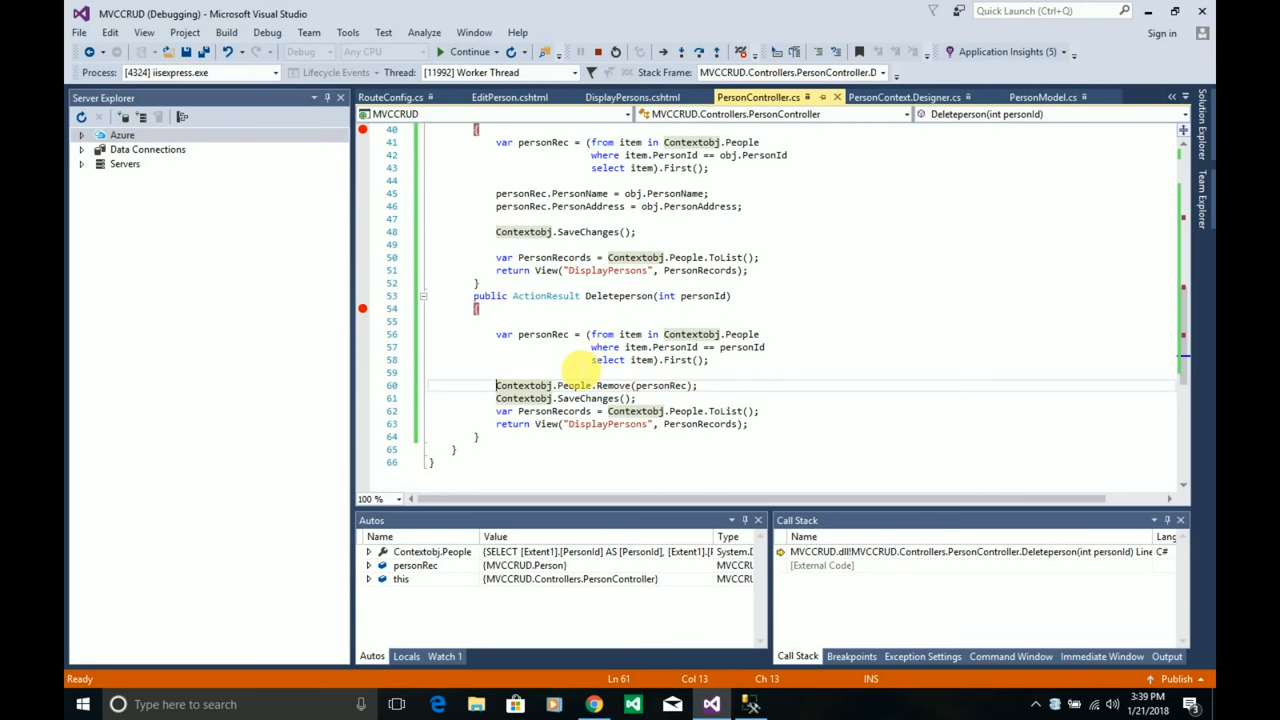 MVCCRUD (Debugging) - Microsoft Visual Studio
Quick Launch (Ctrl+Q)
File Edit View Project Build Debug Team Tools Test Analyze Window Help
Sign in
Debug Any CPU Continue Application Insights (5)
Process: [4324] iisexpress.exe Lifecycle Events Thread: [11992] Worker Thread Stack Frame: MVCCRUD.Controllers.PersonController.D
Server Explorer
Azure
Data Connections
Servers
RouteConfig.cs EditPerson.cshtml DisplayPersons.cshtml PersonController.cs PersonContext.Designer.cs PersonModel.cs
MVCCRUD MVCCRUD.Controllers.PersonController Deleteperson(int personId)
40 {
41 var personRec = (from item in Contextobj.People
42 where item.PersonId == obj.PersonId
43 select item).First();
44
45 personRec.PersonName = obj.PersonName;
46 personRec.PersonAddress = obj.PersonAddress;
47
48 Contextobj.SaveChanges();
49
50 var PersonRecords = Contextobj.People.ToList();
51 return View("DisplayPersons", PersonRecords);
52 }
53 public ActionResult Deleteperson(int personId)
54 {
55
56 var personRec = (from item in Contextobj.People
57 where item.PersonId == personId
58 select item).First();
59
60 Contextobj.People.Remove(personRec);
61 Contextobj.SaveChanges();
62 var PersonRecords = Contextobj.People.ToList();
63 return View("DisplayPersons", PersonRecords);
64 }
65 }
66 }
100 %
Solution Explorer
Team Explorer
Autos
Name Value Type
Contextobj.People {SELECT [Extent1].[PersonId] AS [PersonId], [Extent1].[P System.D
personRec {MVCCRUD.Person} MVCCRU
this {MVCCRUD.Controllers.PersonController} MVCCRU
Autos Locals Watch 1
Call Stack
Name Lang
MVCCRUD.dll!MVCCRUD.Controllers.PersonController.Deleteperson(int personId) Line C#
[External Code]
Call Stack Breakpoints Exception Settings Command Window Immediate Window Output
Ready Ln 61 Col 13 Ch 13 INS Publish
Type here to search
3:39 PM
1/21/2018
3